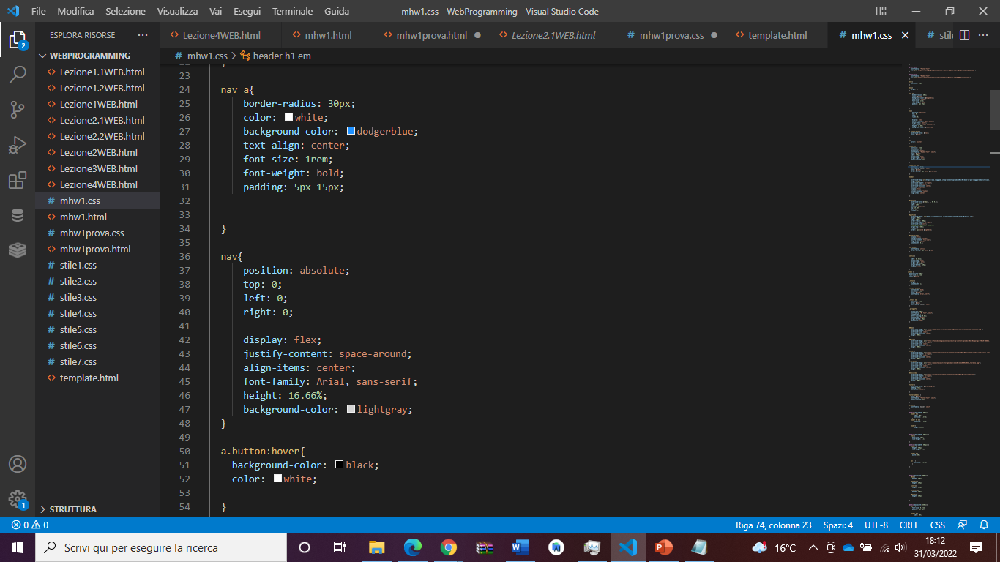 File Modifica Selezione Visualizza Vai Esegui Terminale Guida mhw1.css - WebProgramming - Visual Studio Code
ESPLORA RISORSE ··· Lezione4WEB.html mhw1.html mhw1prova.html Lezione2.1WEB.html # mhw1prova.css template.html # mhw1.css # stile ···
2
WEBPROGRAMMING
Lezione1.1WEB.html
Lezione1.2WEB.html
Lezione1WEB.html
Lezione2.1WEB.html
Lezione2.2WEB.html
Lezione2WEB.html
Lezione3WEB.html
Lezione4WEB.html
# mhw1.css
mhw1.html
# mhw1prova.css
mhw1prova.html
# stile1.css
# stile2.css
# stile3.css
# stile4.css
# stile5.css
# stile6.css
# stile7.css
template.html
STRUTTURA
1
# mhw1.css > header h1 em
22 }
23
24 nav a{
25 border-radius: 30px;
26 color: white;
27 background-color: dodgerblue;
28 text-align: center;
29 font-size: 1rem;
30 font-weight: bold;
31 padding: 5px 15px;
32
33
34 }
35
36 nav{
37 position: absolute;
38 top: 0;
39 left: 0;
40 right: 0;
41
42 display: flex;
43 justify-content: space-around;
44 align-items: center;
45 font-family: Arial, sans-serif;
46 height: 16.66%;
47 background-color: lightgray;
48 }
49
50 a.button:hover{
51 background-color: black;
52 color: white;
53
54 }
0 0 Riga 74, colonna 23 Spazi: 4 UTF-8 CRLF CSS
Scrivi qui per eseguire la ricerca 16°C 18:12
31/03/2022